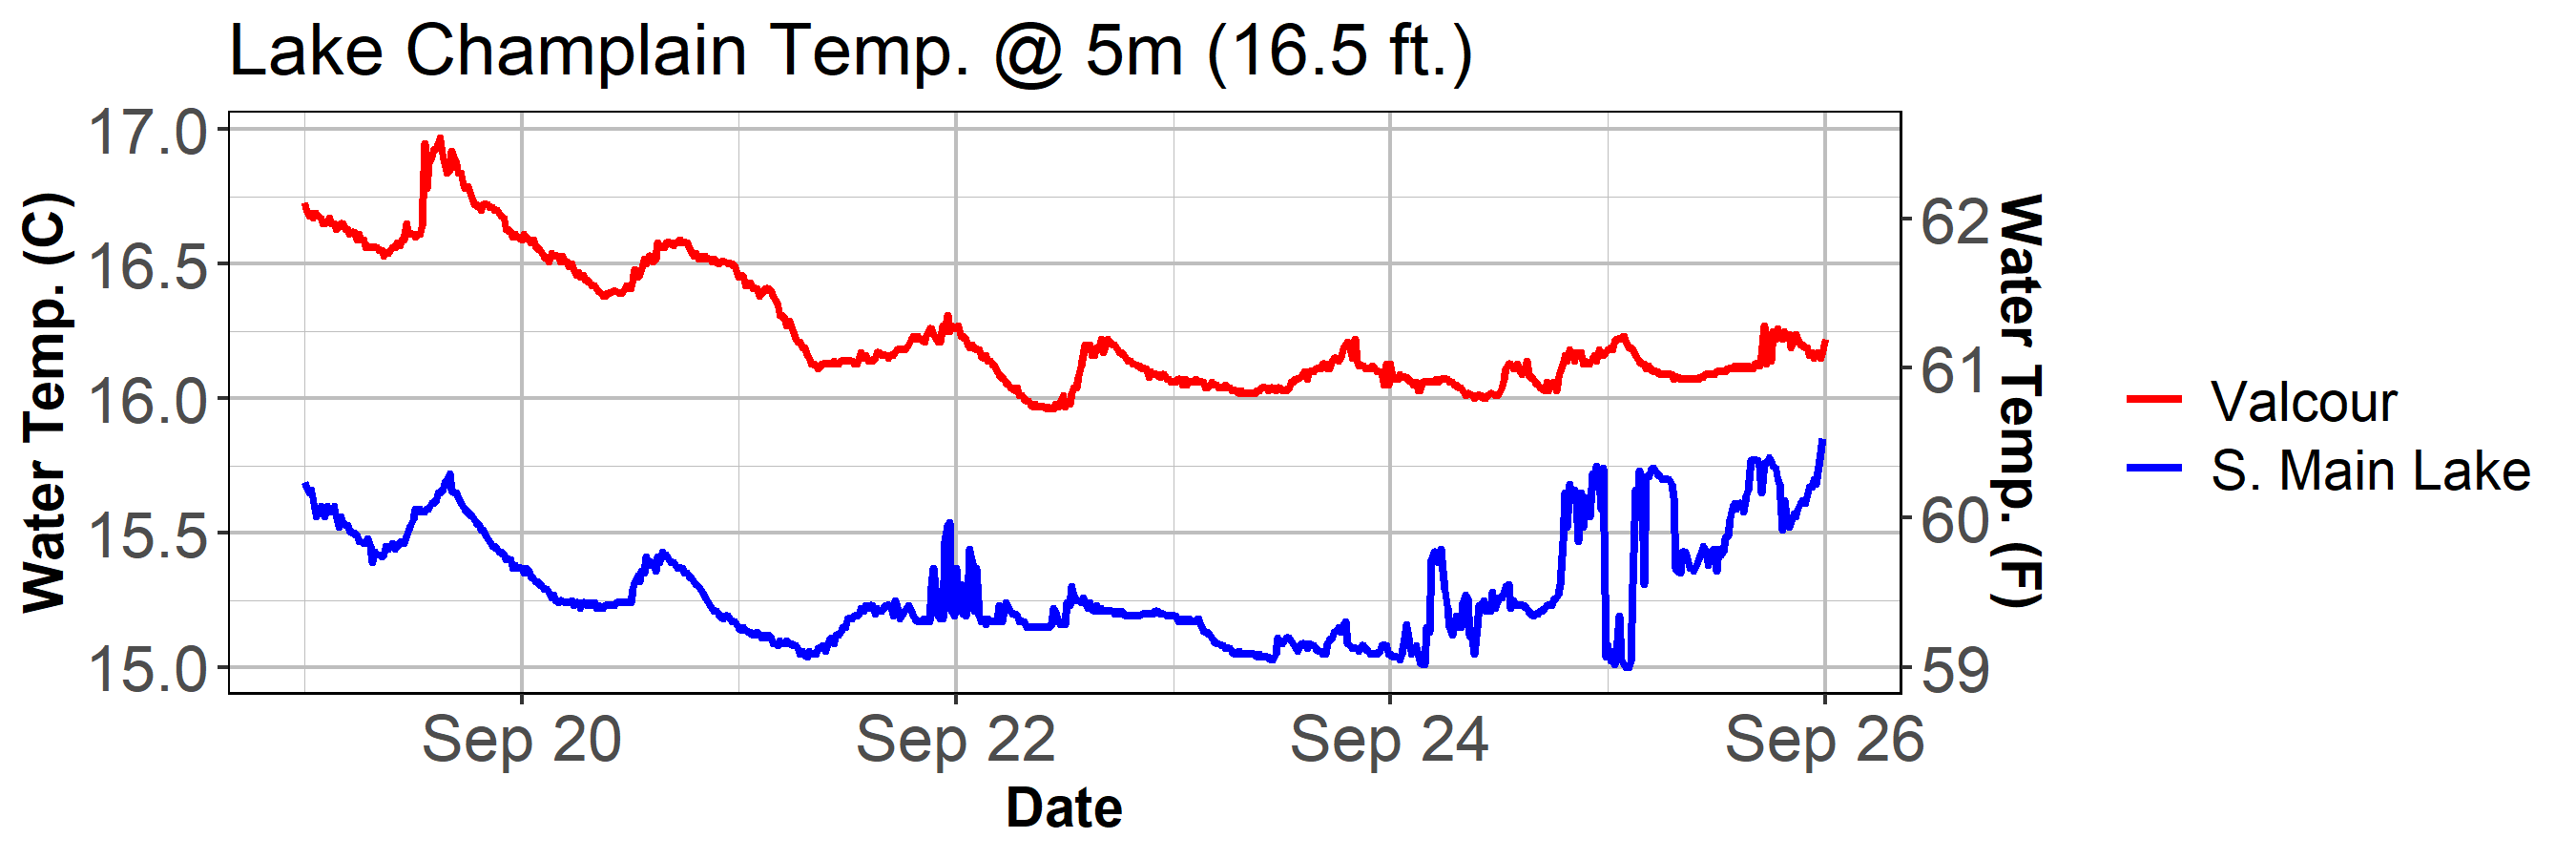 Lake Champlain Temp. @ 5m (16.5 ft.)
Water Temp. (C)
17.0
16.5
16.0
15.5
15.0
62
61
60
59
Water Temp. (F)
Sep 20
Sep 22
Sep 24
Sep 26
Date
Valcour
S. Main Lake